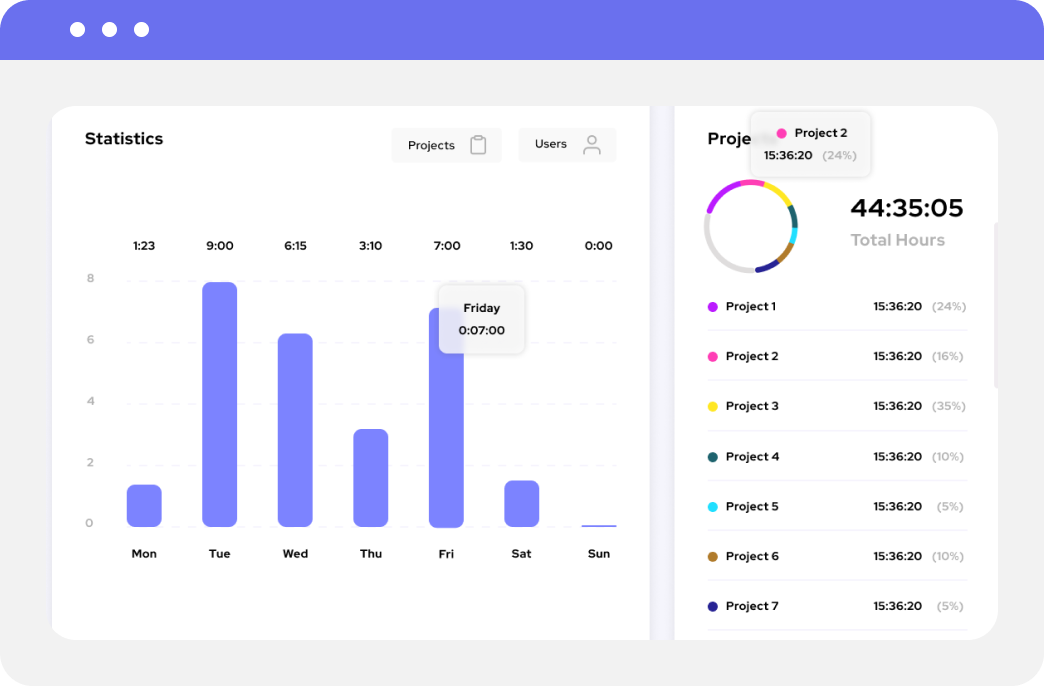 Statistics
Projects
Users
1:23 9:00 6:15 3:10 7:00 1:30 0:00
8
6
4
2
0
Friday
0:07:00
Mon Tue Wed Thu Fri Sat Sun
Project 2
15:36:20 (24%)
44:35:05
Total Hours
Project 1 15:36:20 (24%)
Project 2 15:36:20 (16%)
Project 3 15:36:20 (35%)
Project 4 15:36:20 (10%)
Project 5 15:36:20 (5%)
Project 6 15:36:20 (10%)
Project 7 15:36:20 (5%)